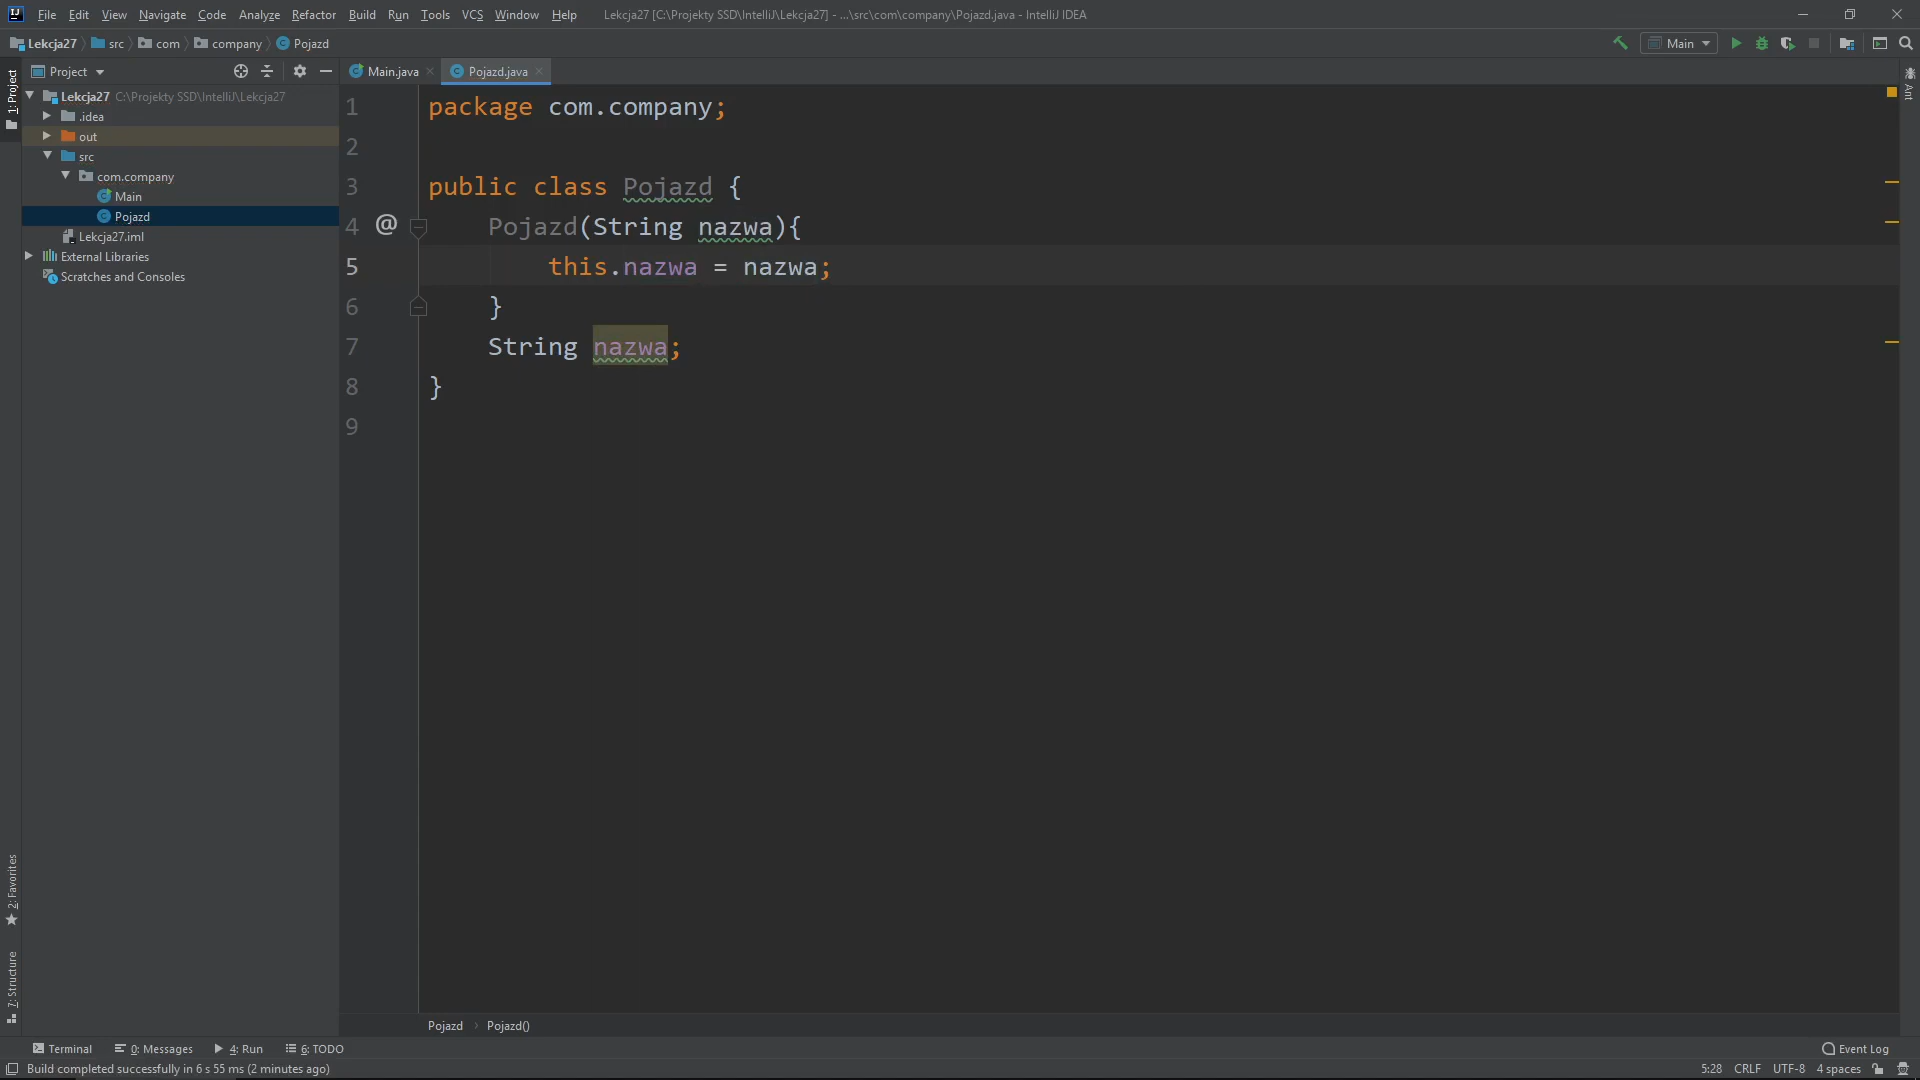 File Edit View Navigate Code Analyze Refactor Build Run Tools VCS Window Help Lekcja27 [C:\Projekty SSD\IntelliJ\Lekcja27] - ...\src\com\company\Pojazd.java - IntelliJ IDEA
Lekcja27 src com company Pojazd Main
1: Project
Project
Main.java
Pojazd.java
Ant
Lekcja27 C:\Projekty SSD\IntelliJ\Lekcja27
.idea
out
src
com.company
Main
Pojazd
Lekcja27.iml
External Libraries
Scratches and Consoles
1 package com.company;
2
3 public class Pojazd {
4 @ Pojazd(String nazwa){
5 this.nazwa = nazwa;
6 }
7 String nazwa;
8 }
9
2: Favorites
7: Structure
Pojazd Pojazd()
Terminal 0: Messages 4: Run 6: TODO Event Log
Build completed successfully in 6 s 55 ms (2 minutes ago) 5:28 CRLF UTF-8 4 spaces